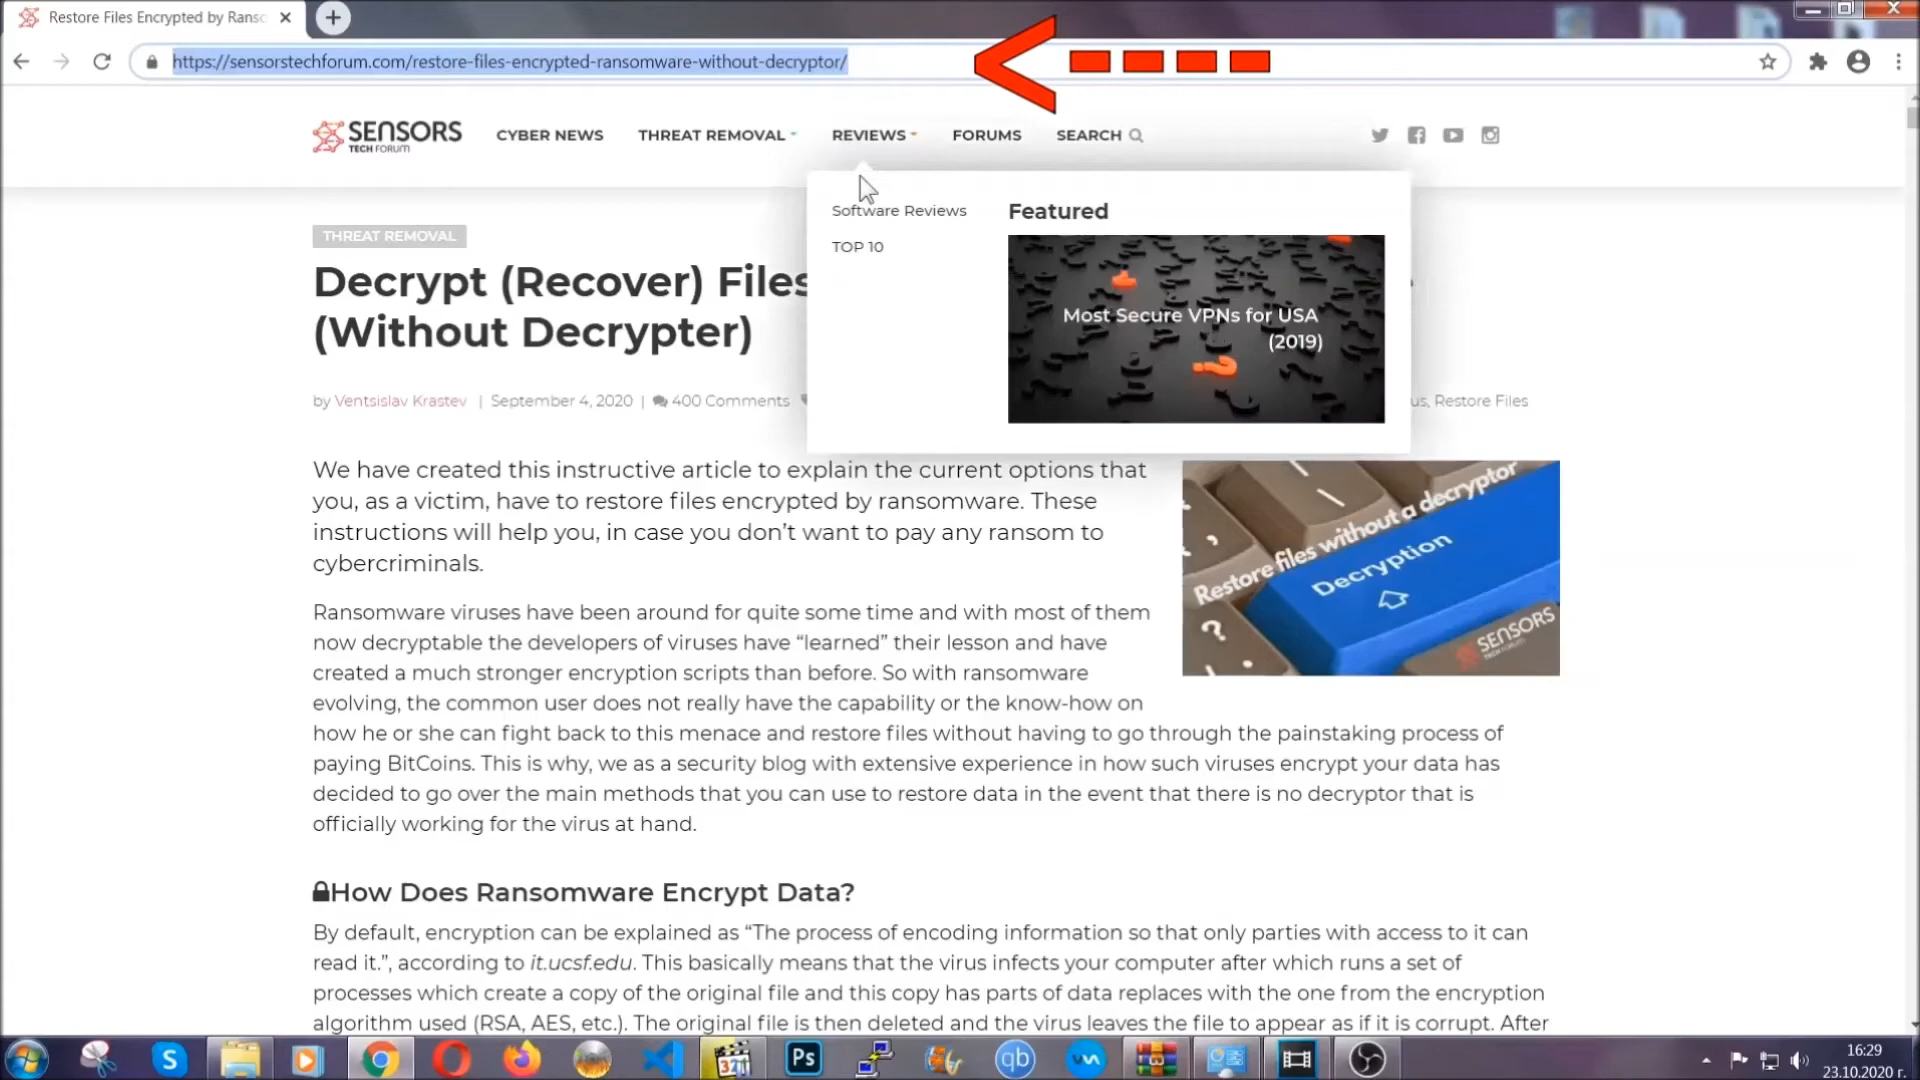 Restore Files Encrypted by Ranso
https://sensorstechforum.com/restore-files-encrypted-ransomware-without-decryptor/
SENSORS
TECH FORUM
CYBER NEWS
THREAT REMOVAL
REVIEWS
FORUMS
SEARCH
Software Reviews
TOP 10
Featured
Most Secure VPNs for USA
(2019)
THREAT REMOVAL
Decrypt (Recover) Files
(Without Decrypter)
by Ventsislav Krastev | September 4, 2020 | 400 Comments
us, Restore Files
We have created this instructive article to explain the current options that
you, as a victim, have to restore files encrypted by ransomware. These
instructions will help you, in case you don’t want to pay any ransom to
cybercriminals.
Restore files without a decryptor
Decryption
SENSORS
TECH FORUM
Ransomware viruses have been around for quite some time and with most of them
now decryptable the developers of viruses have “learned” their lesson and have
created a much stronger encryption scripts than before. So with ransomware
evolving, the common user does not really have the capability or the know-how on
how he or she can fight back to this menace and restore files without having to go through the painstaking process of
paying BitCoins. This is why, we as a security blog with extensive experience in how such viruses encrypt your data has
decided to go over the main methods that you can use to restore data in the event that there is no decryptor that is
officially working for the virus at hand.
How Does Ransomware Encrypt Data?
By default, encryption can be explained as “The process of encoding information so that only parties with access to it can
read it.”, according to it.ucsf.edu. This basically means that the virus infects your computer after which runs a set of
processes which create a copy of the original file and this copy has parts of data replaces with the one from the encryption
algorithm used (RSA, AES, etc.). The original file is then deleted and the virus leaves the file to appear as if it is corrupt. After
S
321
Ps
qb
16:29
23.10.2020 г.